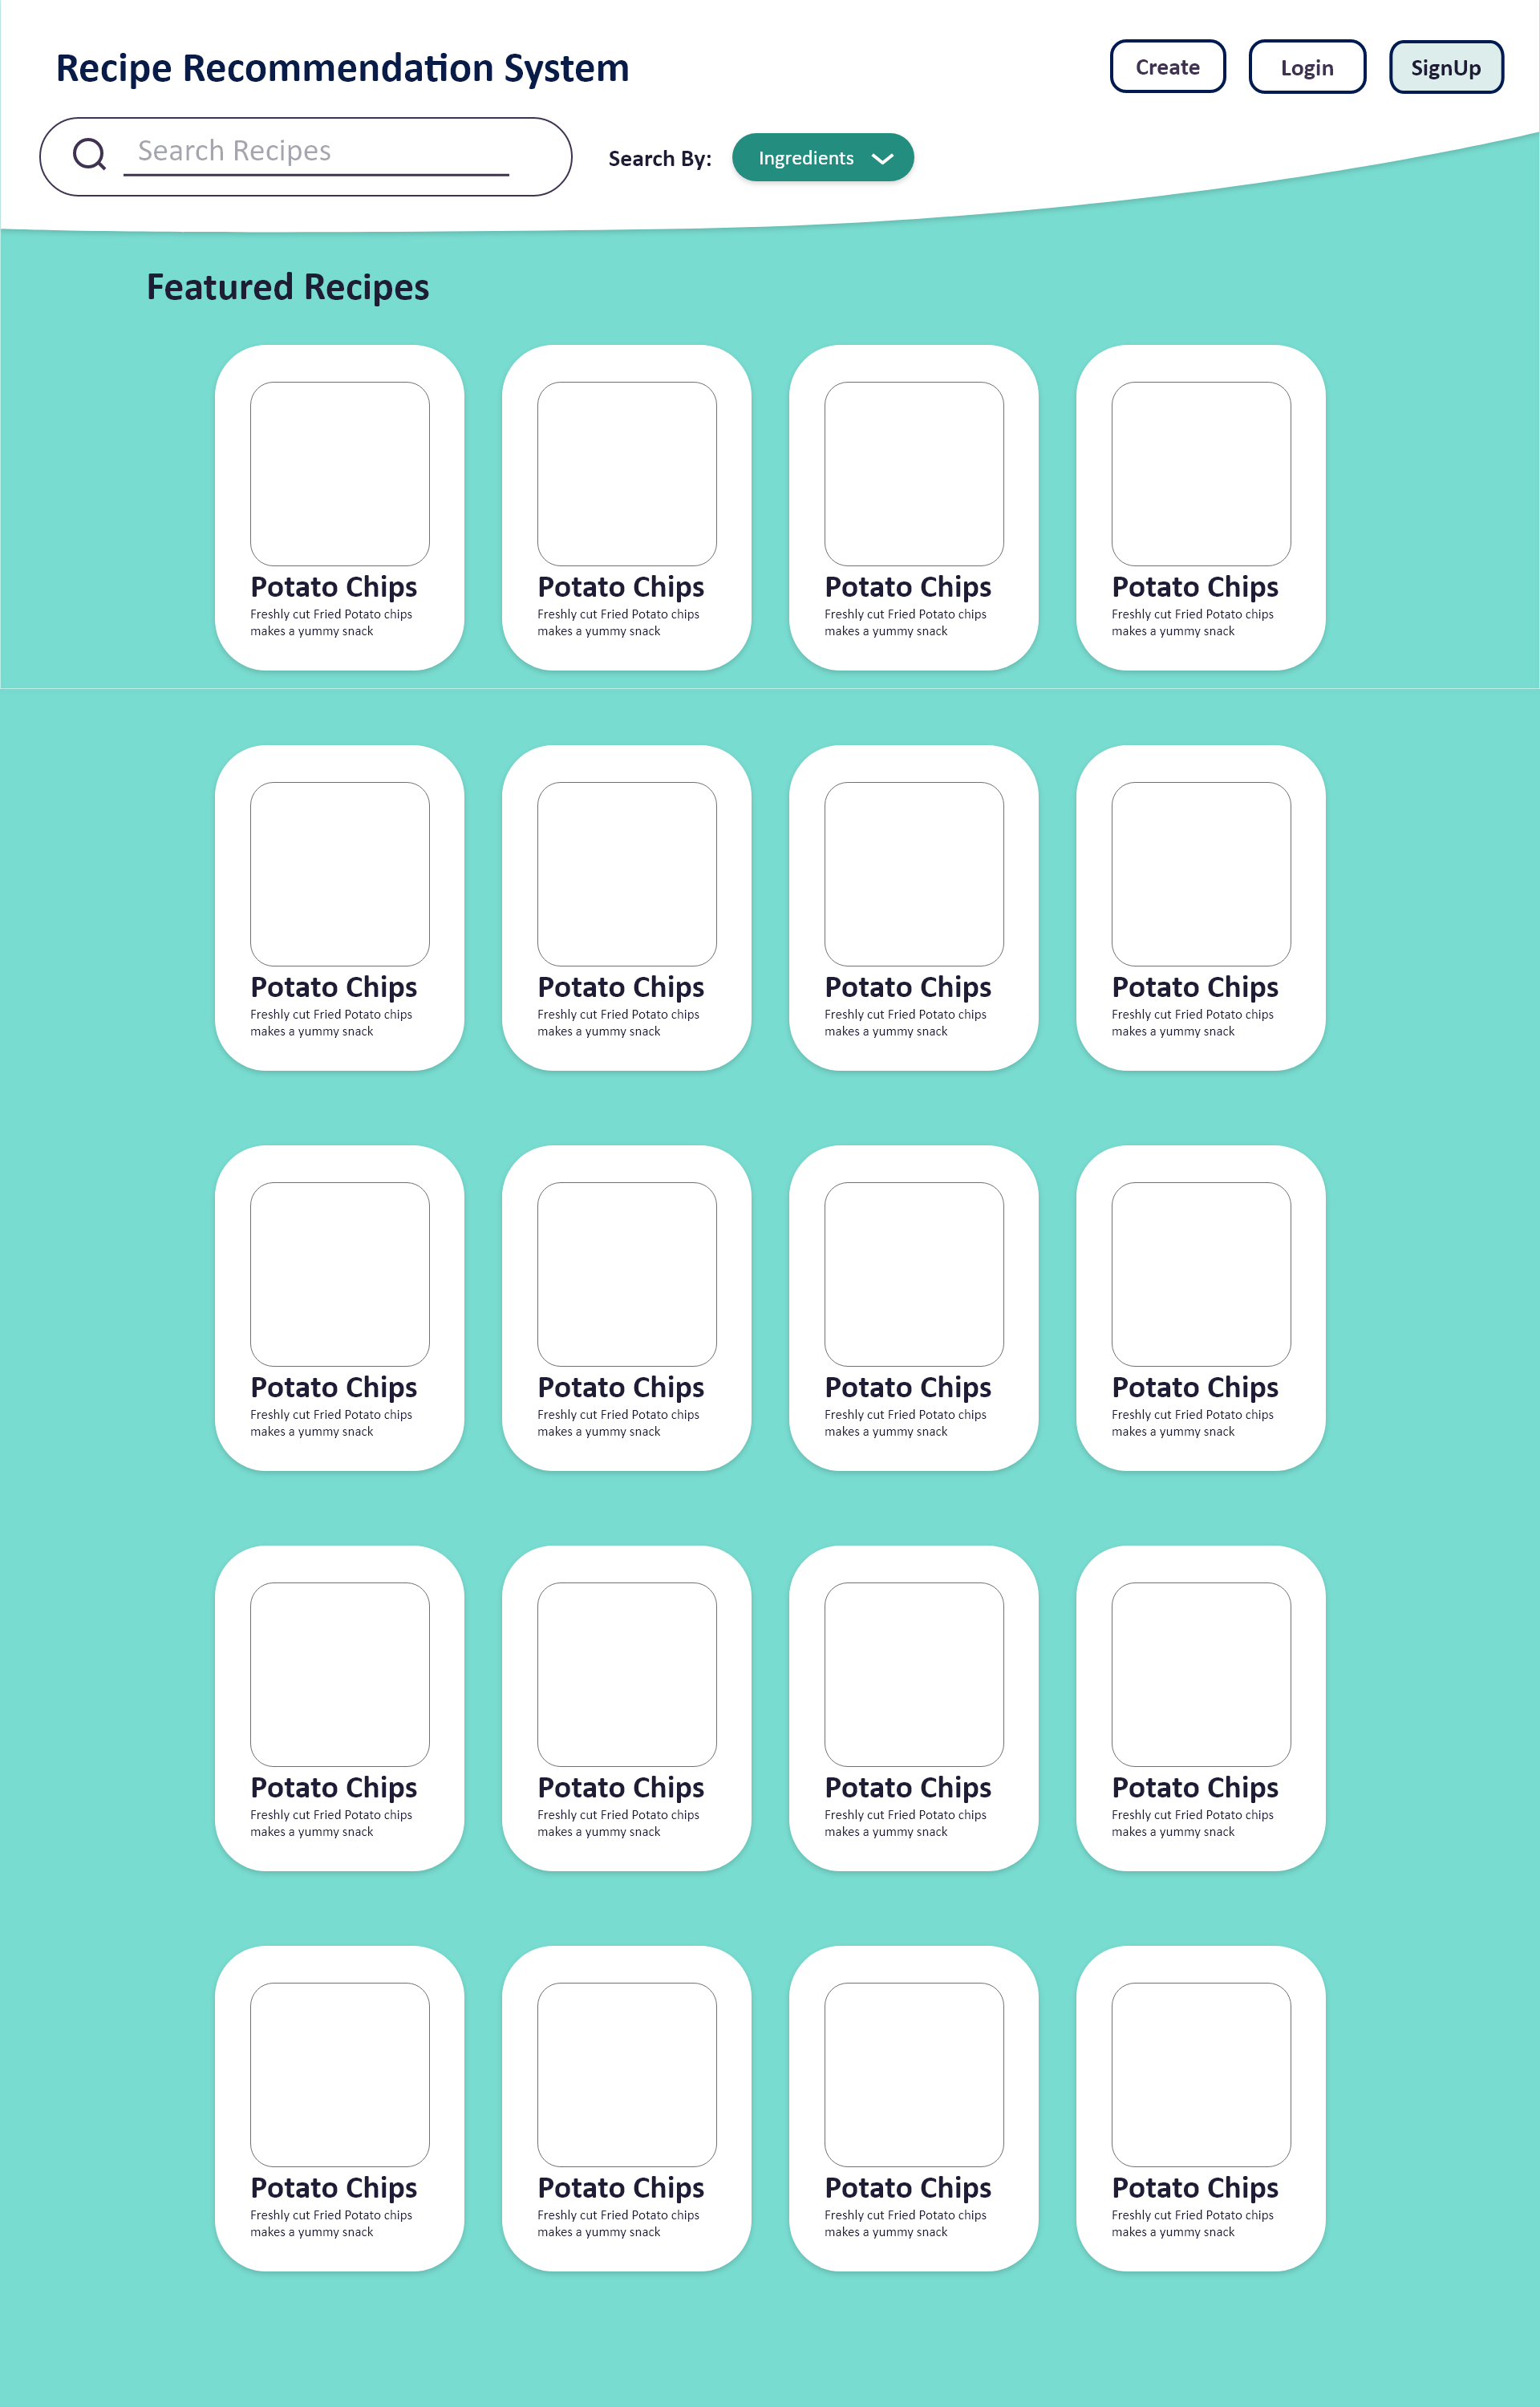 Recipe Recommendation System
Create
Login
SignUp
Search Recipes
Search By:
Ingredients
Featured Recipes
Potato Chips
Freshly cut Fried Potato chips
makes a yummy snack
Potato Chips
Freshly cut Fried Potato chips
makes a yummy snack
Potato Chips
Freshly cut Fried Potato chips
makes a yummy snack
Potato Chips
Freshly cut Fried Potato chips
makes a yummy snack
Potato Chips
Freshly cut Fried Potato chips
makes a yummy snack
Potato Chips
Freshly cut Fried Potato chips
makes a yummy snack
Potato Chips
Freshly cut Fried Potato chips
makes a yummy snack
Potato Chips
Freshly cut Fried Potato chips
makes a yummy snack
Potato Chips
Freshly cut Fried Potato chips
makes a yummy snack
Potato Chips
Freshly cut Fried Potato chips
makes a yummy snack
Potato Chips
Freshly cut Fried Potato chips
makes a yummy snack
Potato Chips
Freshly cut Fried Potato chips
makes a yummy snack
Potato Chips
Freshly cut Fried Potato chips
makes a yummy snack
Potato Chips
Freshly cut Fried Potato chips
makes a yummy snack
Potato Chips
Freshly cut Fried Potato chips
makes a yummy snack
Potato Chips
Freshly cut Fried Potato chips
makes a yummy snack
Potato Chips
Freshly cut Fried Potato chips
makes a yummy snack
Potato Chips
Freshly cut Fried Potato chips
makes a yummy snack
Potato Chips
Freshly cut Fried Potato chips
makes a yummy snack
Potato Chips
Freshly cut Fried Potato chips
makes a yummy snack